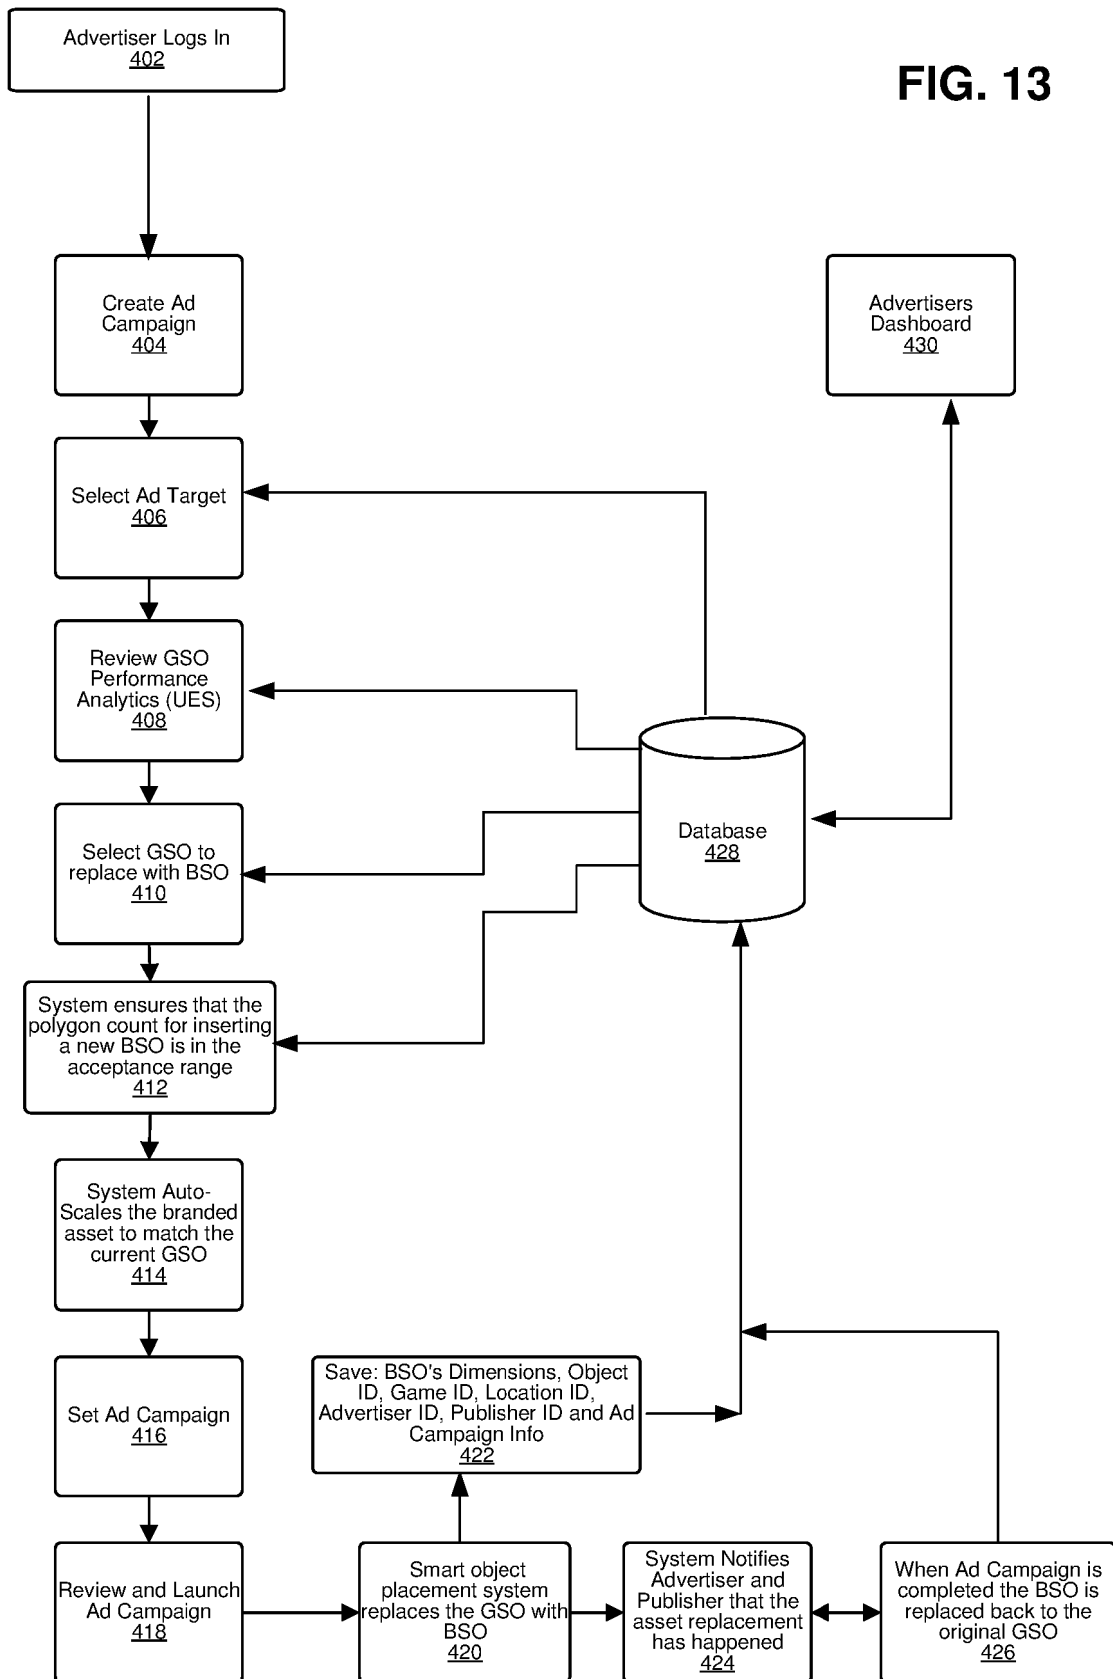 Advertiser Logs In
402
FIG. 13
Create Ad
Campaign
404
Advertisers
Dashboard
430
Select Ad Target
406
Review GSO
Performance
Analytics (UES)
408
Select GSO to
replace with BSO
410
Database
428
System ensures that the
polygon count for inserting
a new BSO is in the
acceptance range
412
System Auto-
Scales the branded
asset to match the
current GSO
414
Set Ad Campaign
416
Save: BSO's Dimensions, Object
ID, Game ID, Location ID,
Advertiser ID, Publisher ID and Ad
Campaign Info
422
Review and Launch
Ad Campaign
418
Smart object
placement system
replaces the GSO with
BSO
420
System Notifies
Advertiser and
Publisher that the
asset replacement
has happened
424
When Ad Campaign is
completed the BSO is
replaced back to the
original GSO
426